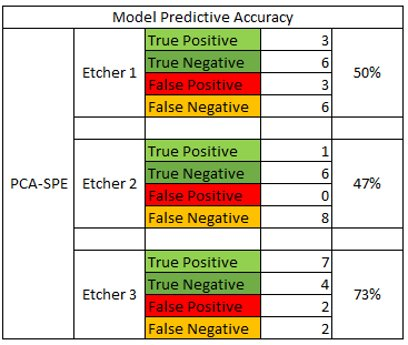 Model Predictive Accuracy
PCA-SPE
Etcher 1
True Positive 3
True Negative 6
False Positive 3
False Negative 6
50%
Etcher 2
True Positive 1
True Negative 6
False Positive 0
False Negative 8
47%
Etcher 3
True Positive 7
True Negative 4
False Positive 2
False Negative 2
73%